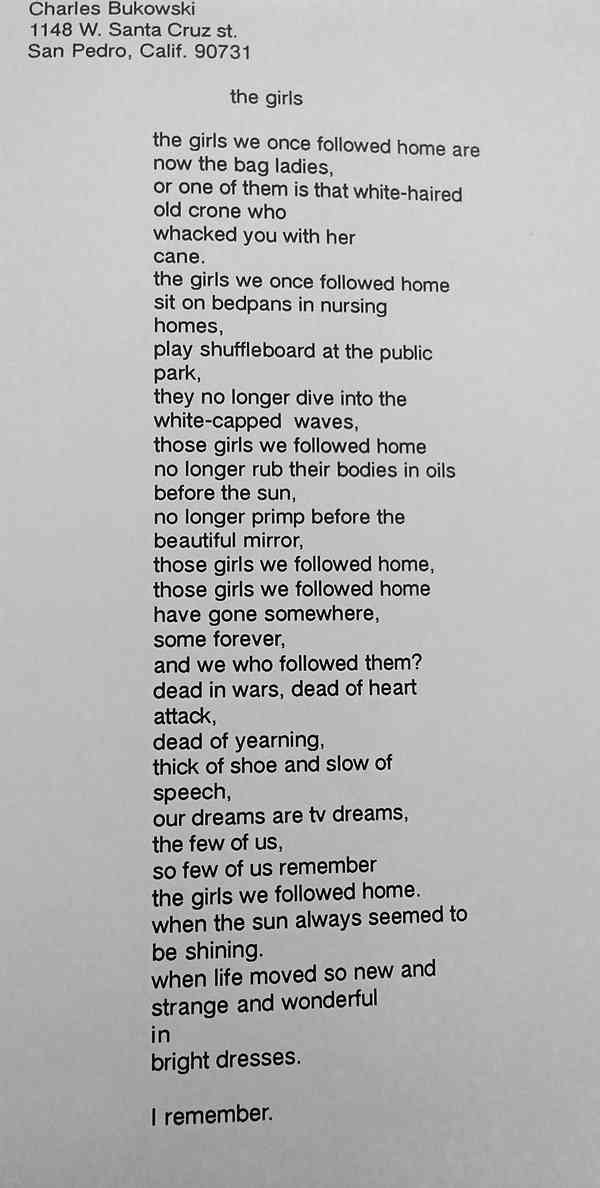 Charles Bukowski
1148 W. Santa Cruz st.
San Pedro, Calif. 90731
the girls
the girls we once followed home are
now the bag ladies,
or one of them is that white-haired
old crone who
whacked you with her
cane.
the girls we once followed home
sit on bedpans in nursing
homes,
play shuffleboard at the public
park,
they no longer dive into the
white-capped  waves,
those girls we followed home
no longer rub their bodies in oils
before the sun,
no longer primp before the
beautiful mirror,
those girls we followed home,
those girls we followed home
have gone somewhere,
some forever,
and we who followed them?
dead in wars, dead of heart
attack,
dead of yearning,
thick of shoe and slow of
speech,
our dreams are tv dreams,
the few of us,
so few of us remember
the girls we followed home.
when the sun always seemed to
be shining.
when life moved so new and
strange and wonderful
in
bright dresses.

I remember.